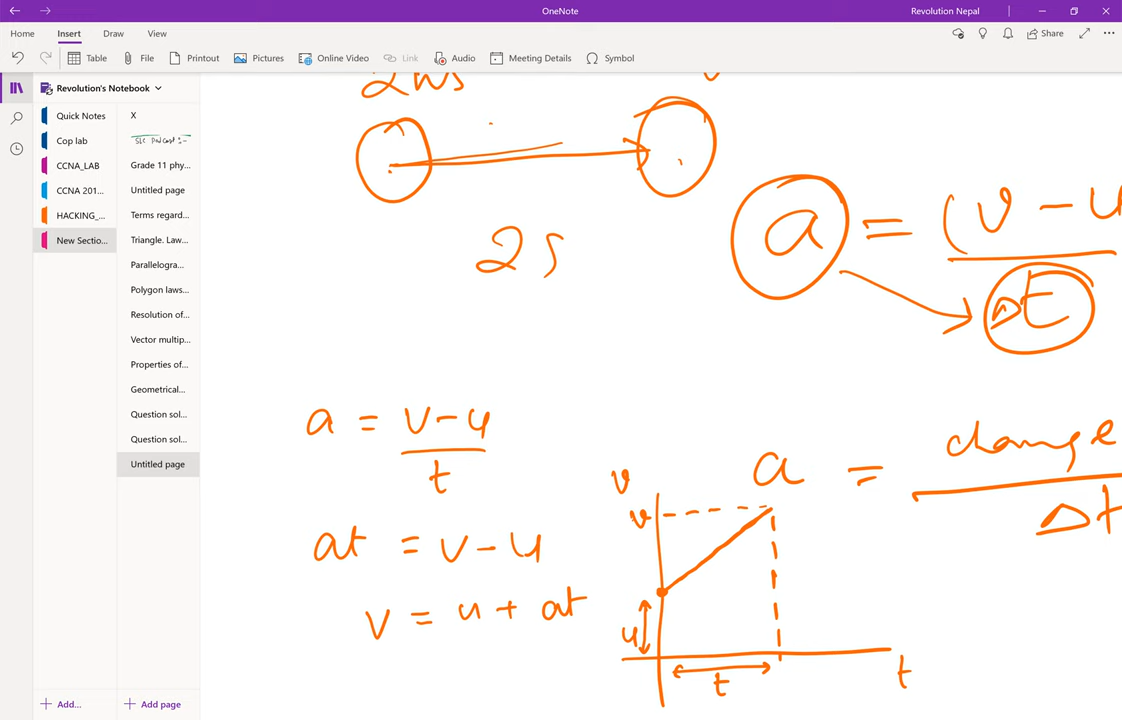 OneNote
Revolution Nepal
Home Insert Draw View
Share
Table File Printout Pictures Online Video Link Audio Meeting Details Symbol
Revolution's Notebook
Quick Notes
Cop lab
CCNA_LAB
CCNA 201...
HACKING_...
New Sectio...
Add...
X
Grade 11 phy...
Untitled page
Terms regard...
Triangle. Law...
Parallelogra...
Polygon laws...
Resolution of...
Vector multip...
Properties of...
Geometrical...
Question sol...
Question sol...
Untitled page
Add page
2 s
a = (v - u
Δt
a = v - u
t
at = v - u
v = u + at
a = change
Δt
v
v
u
t
t